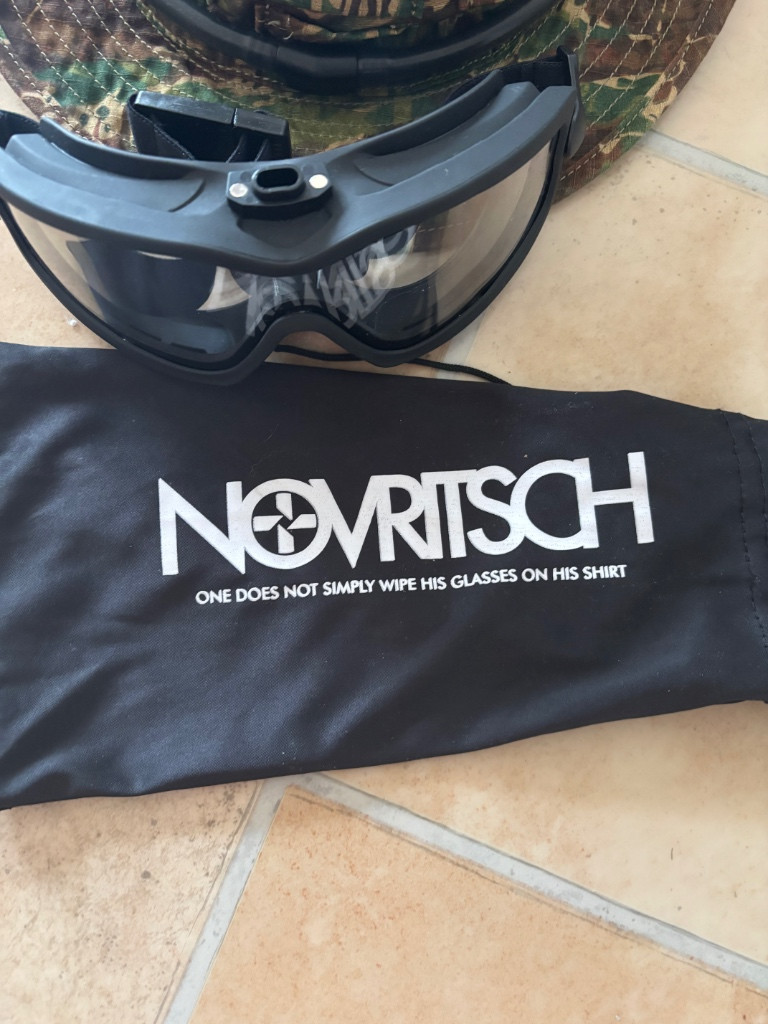 NOVRITSCH
ONE DOES NOT SIMPLY WIPE HIS GLASSES ON HIS SHIRT